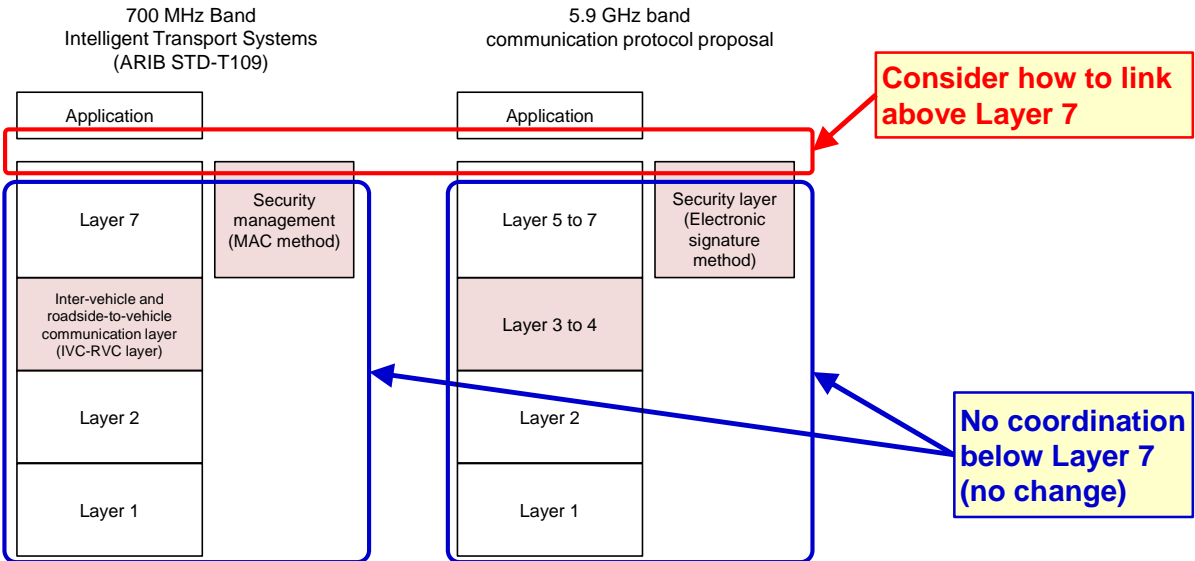 700 MHz Band
Intelligent Transport Systems
(ARIB STD-T109)
5.9 GHz band
communication protocol proposal
Consider how to link
above Layer 7
Application
Application
Layer 7
Security
management
(MAC method)
Layer 5 to 7
Security layer
(Electronic
signature
method)
Inter-vehicle and
roadside-to-vehicle
communication layer
(IVC-RVC layer)
Layer 3 to 4
Layer 2
Layer 2
No coordination
below Layer 7
(no change)
Layer 1
Layer 1